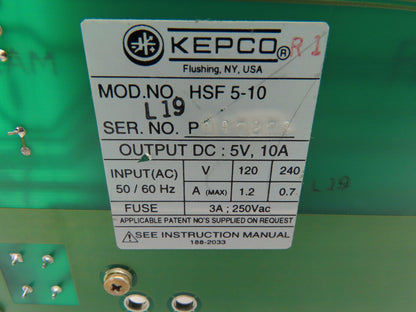 KEPCO® R1
Flushing, NY, USA
MOD.NO. HSF 5-10
L19
SER. NO. P
OUTPUT DC : 5V, 10A
INPUT(AC) V 120 240
50 / 60 Hz A (MAX) 1.2 0.7
L19
FUSE 3A ; 250Vac
APPLICABLE PATENT NO'S SUPPLIED ON REQUEST
SEE INSTRUCTION MANUAL
188-2033